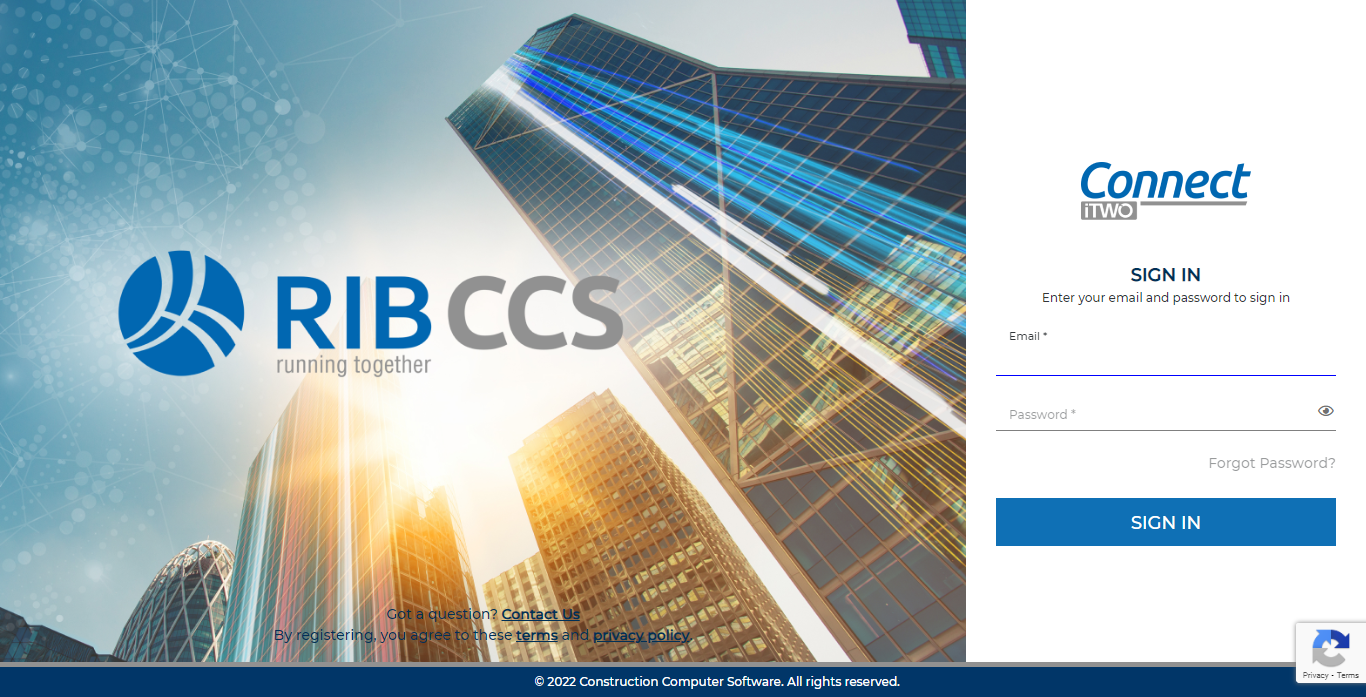 RIB CCS
running together
Got a question? Contact Us
By registering, you agree to these terms and privacy policy.
Connect
iTWO
SIGN IN
Enter your email and password to sign in
Email *
Password *
Forgot Password?
SIGN IN
Privacy - Terms
© 2022 Construction Computer Software. All rights reserved.